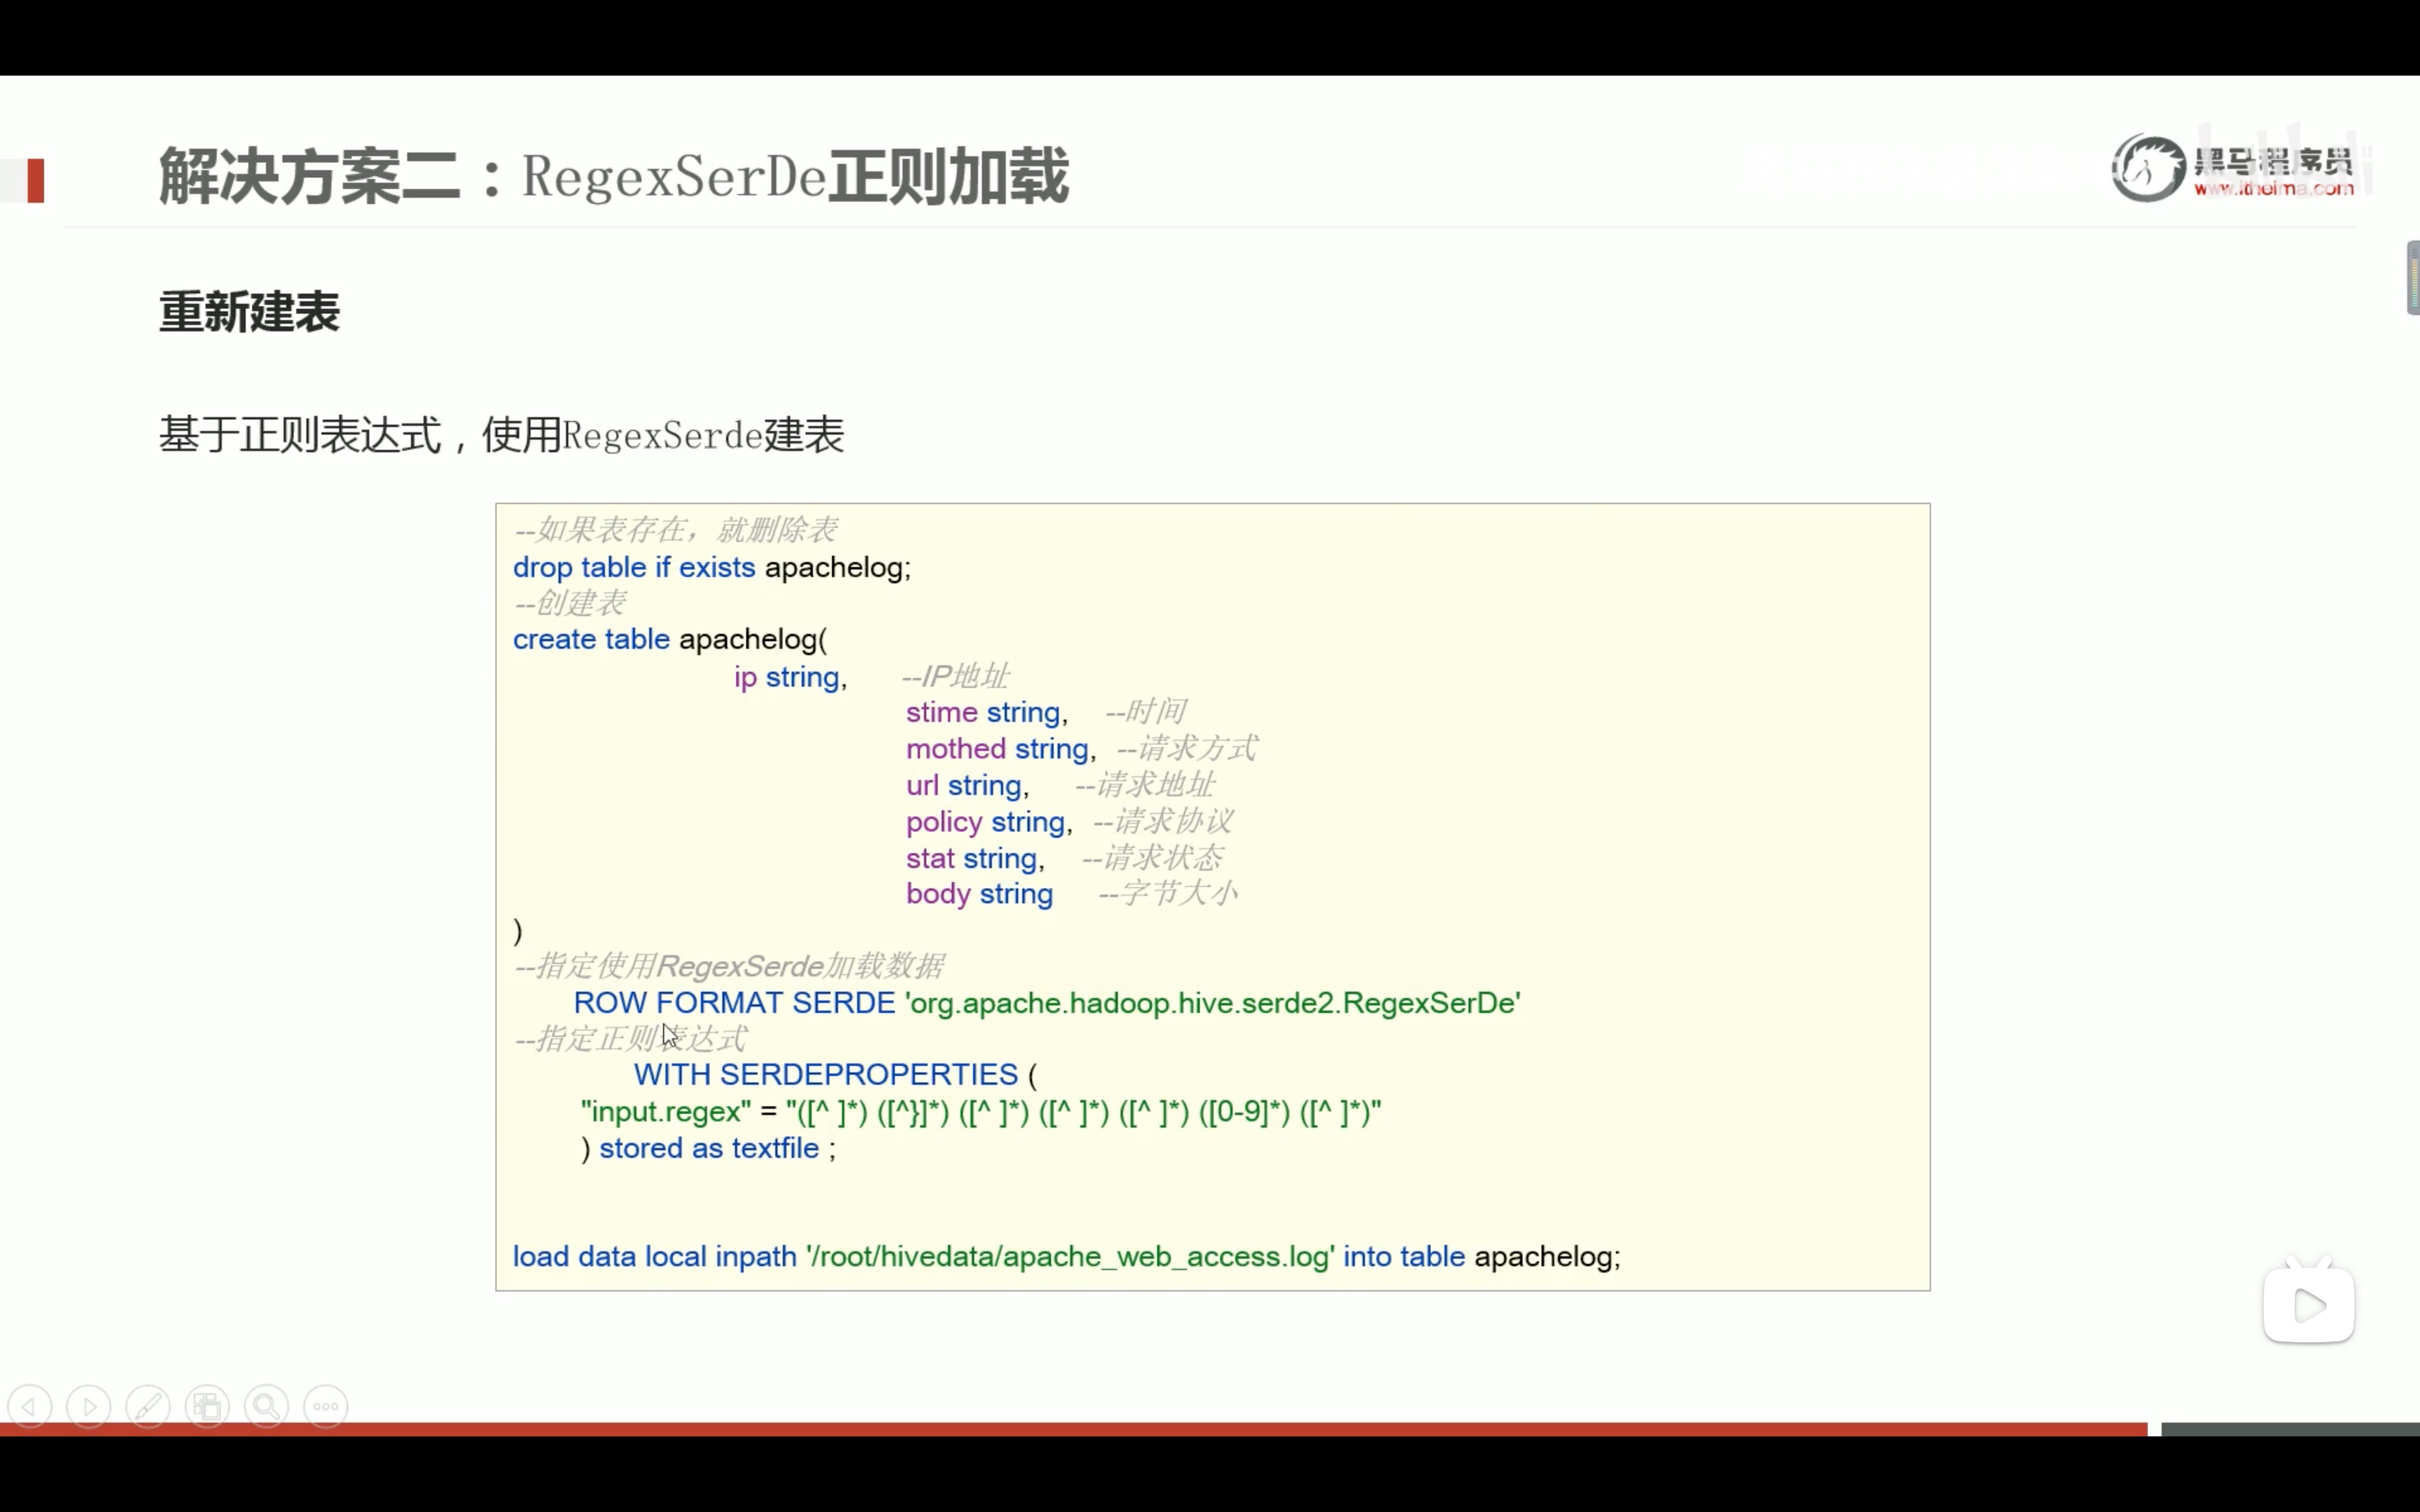 解决方案二：RegexSerDe正则加载
黑马程序员
www.itheima.com
重新建表
基于正则表达式，使用RegexSerde建表
--如果表存在，就删除表
drop table if exists apachelog;
--创建表
create table apachelog(
ip string, --IP地址
stime string, --时间
mothed string, --请求方式
url string, --请求地址
policy string, --请求协议
stat string, --请求状态
body string --字节大小
)
--指定使用RegexSerde加载数据
ROW FORMAT SERDE 'org.apache.hadoop.hive.serde2.RegexSerDe'
--指定正则表达式
WITH SERDEPROPERTIES (
"input.regex" = "([^ ]*) ([^}]*) ([^ ]*) ([^ ]*) ([^ ]*) ([0-9]*) ([^ ]*)"
) stored as textfile ;
load data local inpath '/root/hivedata/apache_web_access.log' into table apachelog;